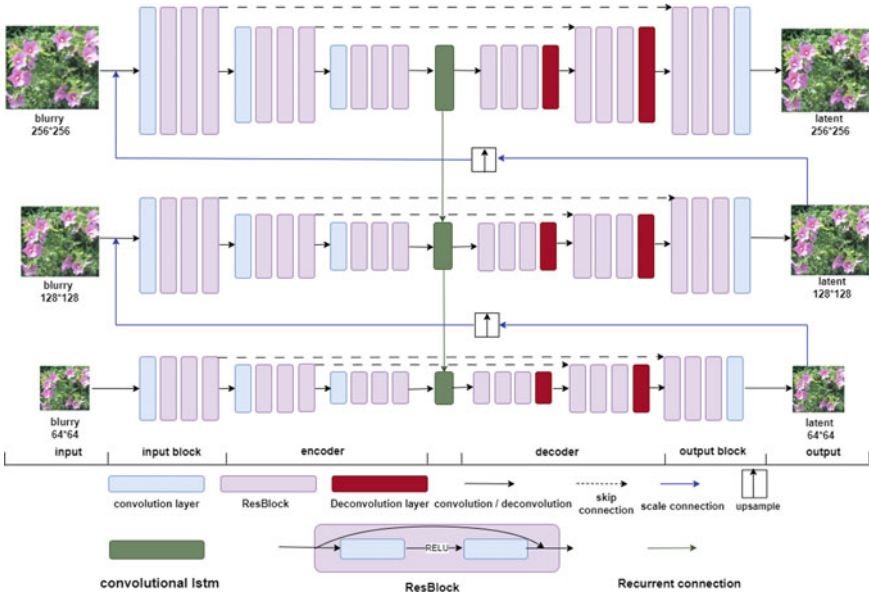 blurry
256*256
latent
256*256
blurry
128*128
latent
128*128
blurry
64*64
latent
64*64
input
input block
encoder
decoder
output block
output
convolution layer
ResBlock
Deconvolution layer
convolution / deconvolution
skip
connection
scale connection
upsample
RELU
convolutional lstm
ResBlock
Recurrent connection